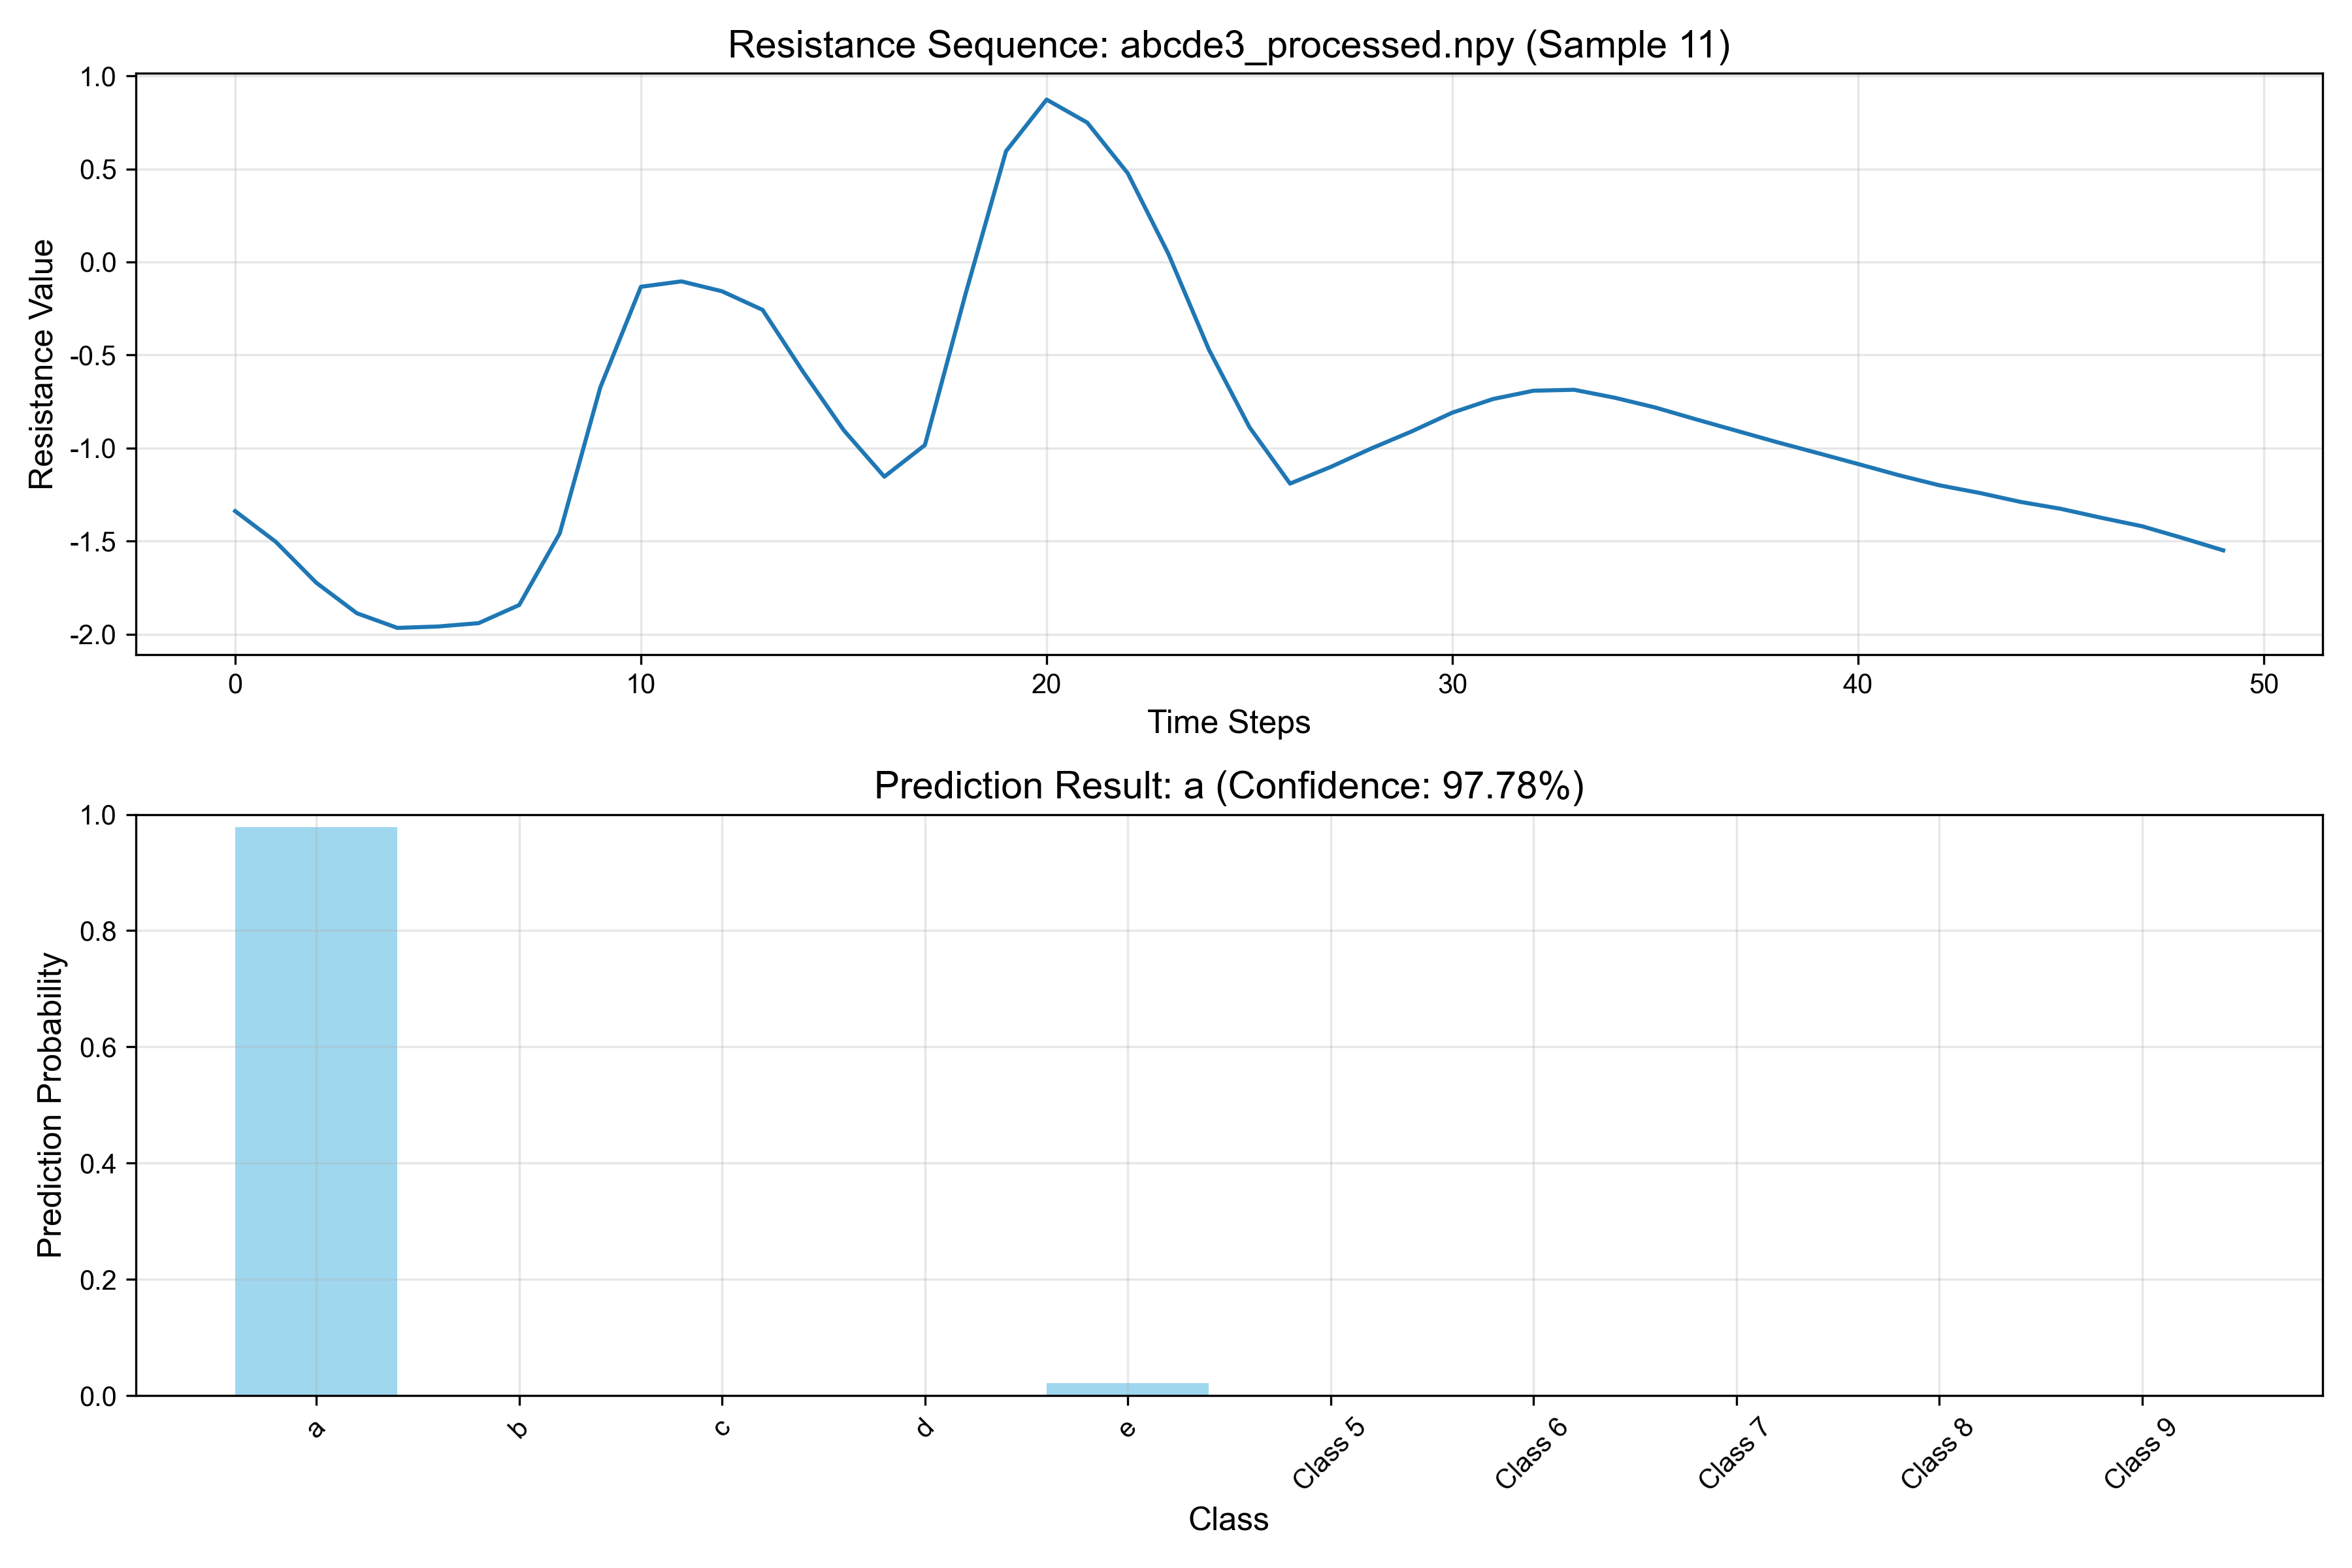 Resistance Sequence: abcde3_processed.npy (Sample 11)
1.0
0.5
0.0
-0.5
-1.0
-1.5
-2.0
Resistance Value
0 10 20 30 40 50
Time Steps
Prediction Result: a (Confidence: 97.78%)
1.0
0.8
0.6
0.4
0.2
0.0
Prediction Probability
a b c d e Class 5 Class 6 Class 7 Class 8 Class 9
Class